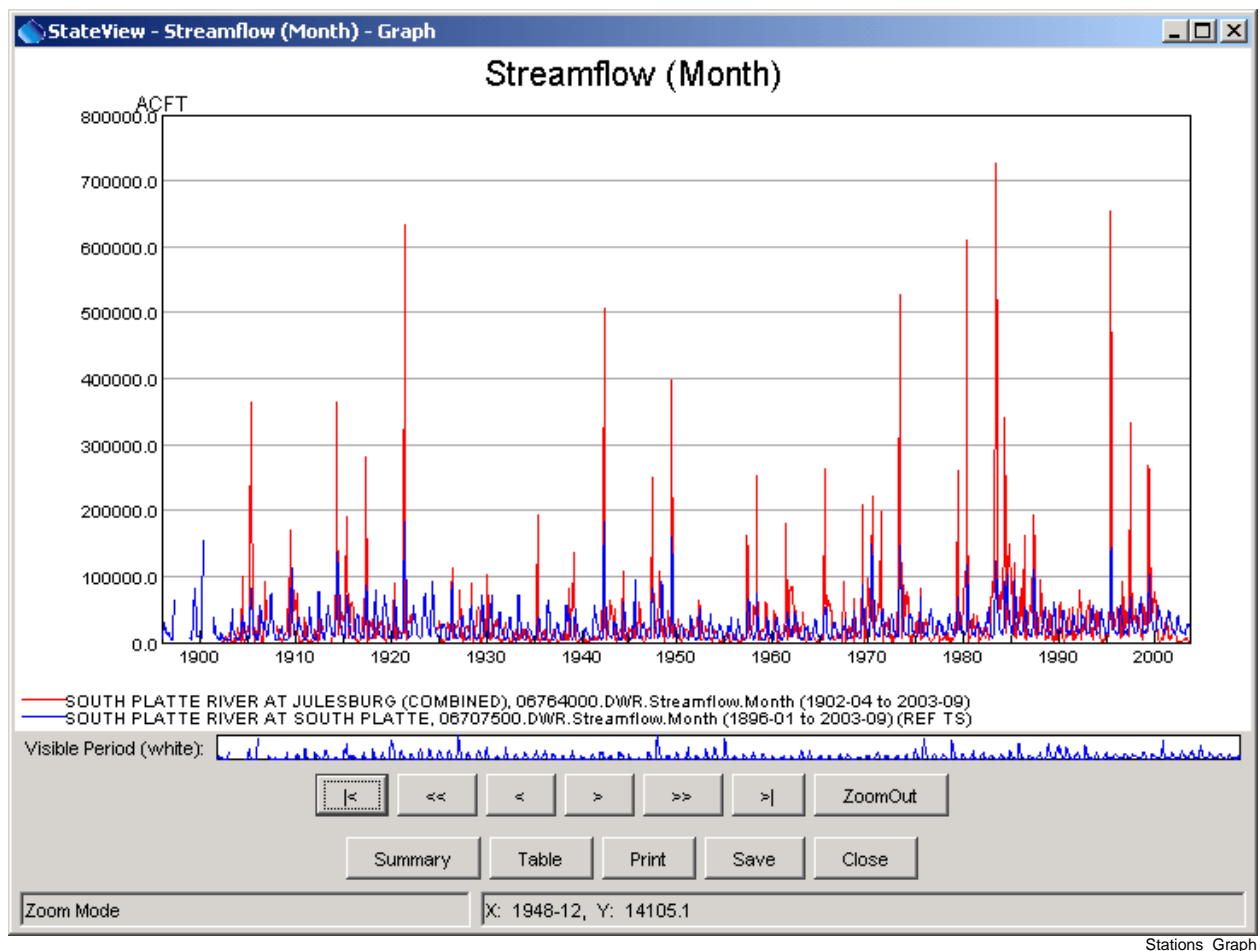 StateView - Streamflow (Month) - Graph
Streamflow (Month)
ACFT
800000.0
700000.0
600000.0
500000.0
400000.0
300000.0
200000.0
100000.0
0.0
1900 1910 1920 1930 1940 1950 1960 1970 1980 1990 2000
SOUTH PLATTE RIVER AT JULESBURG (COMBINED), 06764000.DWR.Streamflow.Month (1902-04 to 2003-09)
SOUTH PLATTE RIVER AT SOUTH PLATTE, 06707500.DWR.Streamflow.Month (1896-01 to 2003-09) (REF TS)
Visible Period (white):
|< << < > >> >| ZoomOut
Summary Table Print Save Close
Zoom Mode X: 1948-12, Y: 14105.1
Stations_Graph